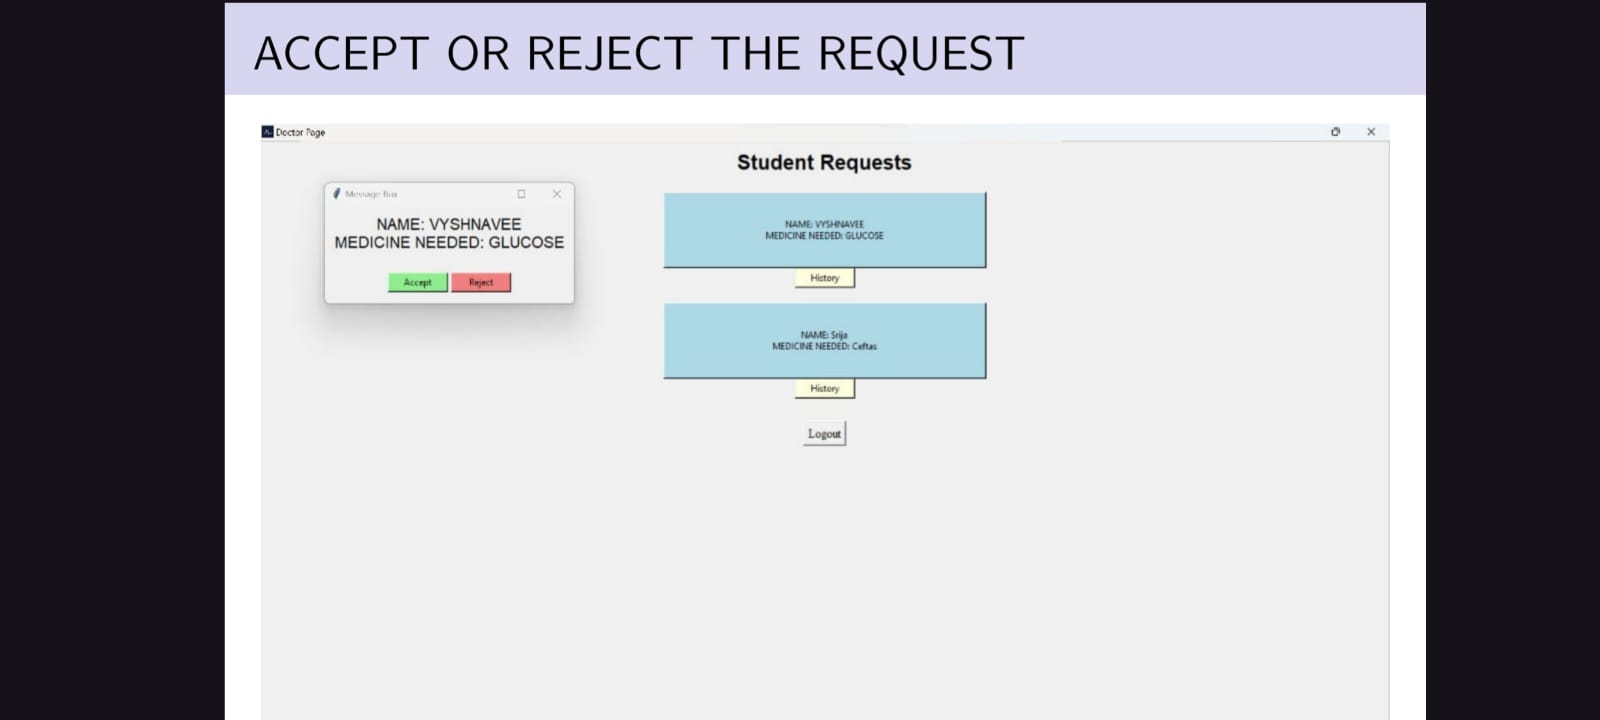 ACCEPT OR REJECT THE REQUEST
Doctor Page
Student Requests
Message Box
NAME: VYSHNAVEE
MEDICINE NEEDED: GLUCOSE
Accept
Reject
NAME: VYSHNAVEE
MEDICINE NEEDED: GLUCOSE
History
NAME: Srija
MEDICINE NEEDED: Ceftas
History
Logout